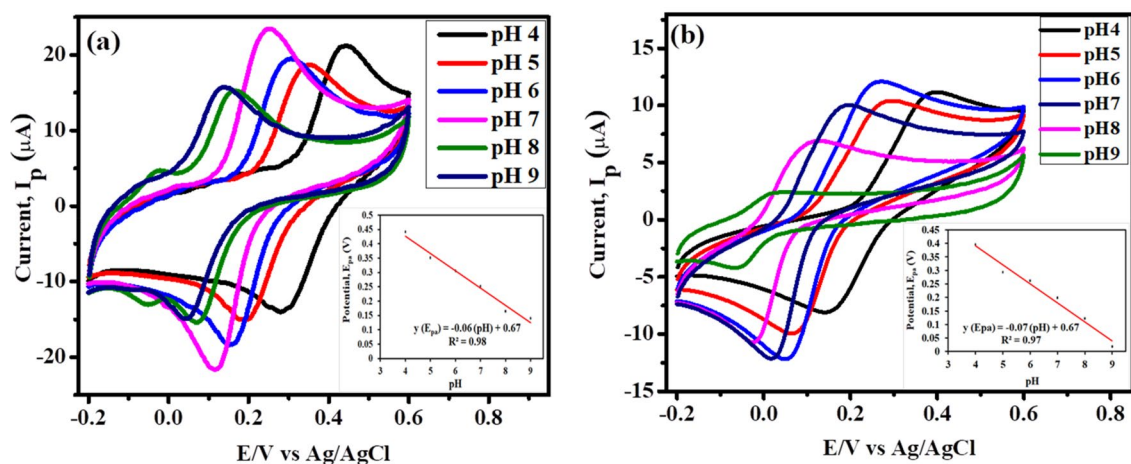 (a)
pH 4
pH 5
pH 6
pH 7
pH 8
pH 9
Current, Ip (μA)
20
10
0
-10
-20
-0.2
0.0
0.2
0.4
0.6
E/V vs Ag/AgCl
Potential, Epa (V)
0.5
0.45
0.4
0.35
0.3
0.25
0.2
0.15
0.1
0.05
0
y (Epa) = -0.06 (pH) + 0.67
R² = 0.98
3 4 5 6 7 8 9
pH
(b)
pH4
pH5
pH6
pH7
pH8
pH9
Current, Ip (μA)
15
10
5
0
-5
-10
-15
-0.2
0.0
0.2
0.4
0.6
0.8
E/V vs Ag/AgCl
Potential, Epa (V)
0.45
0.4
0.35
0.3
0.25
0.2
0.15
0.1
0.05
0
y (Epa) = -0.07 (pH) + 0.67
R² = 0.97
3 4 5 6 7 8 9
pH